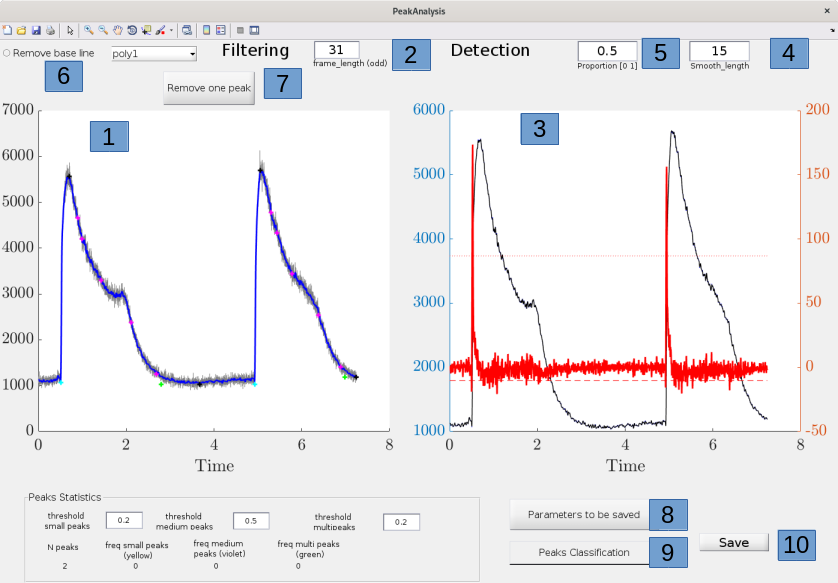 PeakAnalysis
Remove base line
poly1
Filtering
31
frame_length (odd)
2
Detection
0.5
Proportion [0 1]
5
15
Smooth_length
4
6
Remove one peak
7
7000
6000
5000
4000
3000
2000
1000
0
1
0 2 4 6 8
Time
6000
5000
4000
3000
2000
1000
3
200
150
100
50
0
-50
0 2 4 6 8
Time
Peaks Statistics
threshold
small peaks
0.2
threshold
medium peaks
0.5
threshold
multipeaks
0.2
N peaks
2
freq small peaks
(yellow)
0
freq medium
peaks (violet)
0
freq multi peaks
(green)
0
Parameters to be saved
8
Peaks Classification
9
Save
10